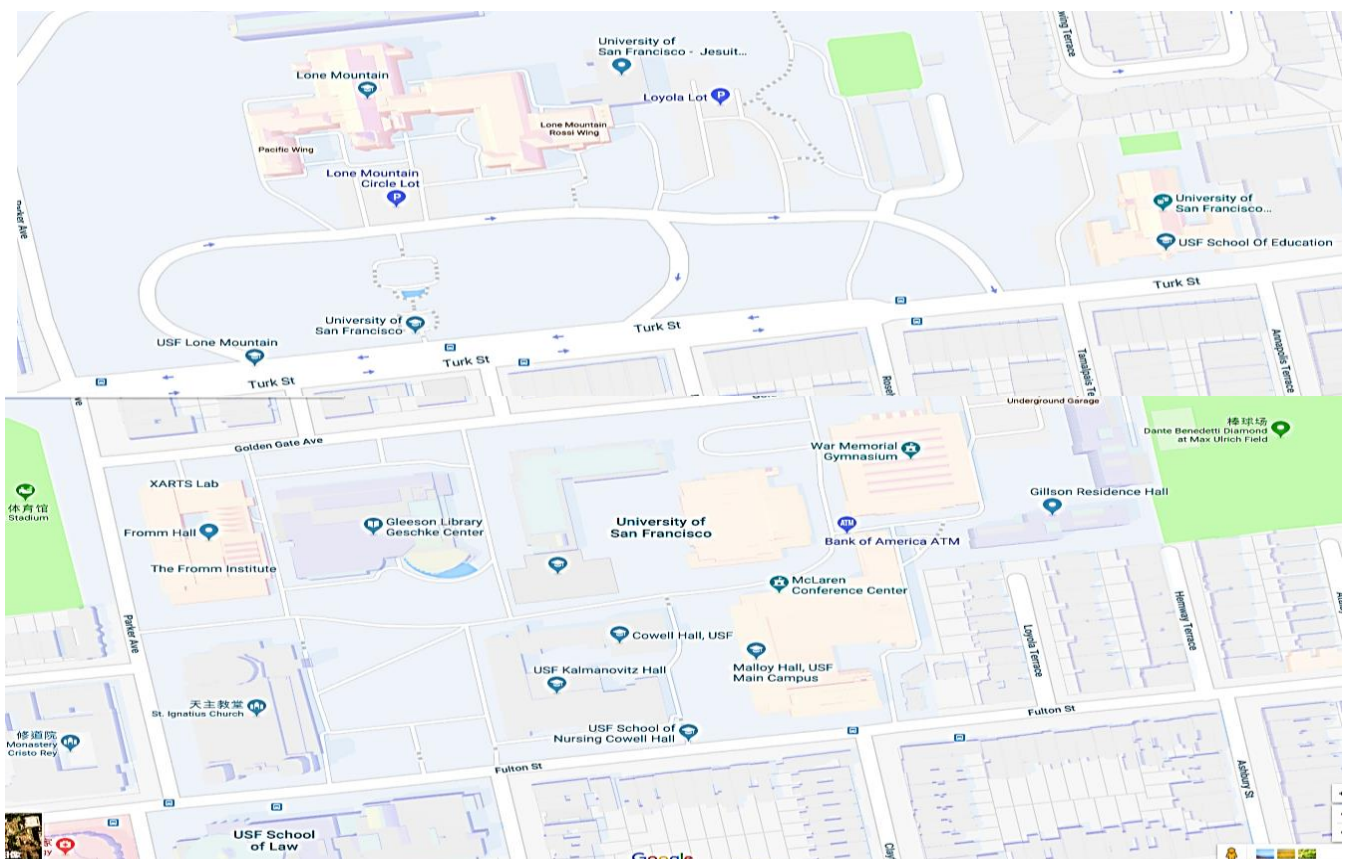 University of
San Francisco - Jesuit...
Lone Mountain
Loyola Lot
Lone Mountain
Rossi Wing
Pacific Wing
Lone Mountain
Circle Lot
University of
San Francisco...
USF School Of Education
Turk St
University of
San Francisco
Turk St
USF Lone Mountain
Turk St
Turk St
Annapolis Terrace
Tamalpais Te
Underground Garage
棒球场
Dante Benedetti Diamond
at Max Ulrich Field
Golden Gate Ave
War Memorial
Gymnasium
XARTS Lab
体育馆
Stadium
Gillson Residence Hall
Gleeson Library
Geschke Center
University of
San Francisco
Fromm Hall
ATM
Bank of America ATM
The Fromm Institute
McLaren
Conference Center
Parker Ave
Cowell Hall, USF
Loyola Terrace
Hemway Terrace
USF Kalmanovitz Hall
Malloy Hall, USF
Main Campus
天主教堂
St. Ignatius Church
修道院
Monastery
Cristo Rey
USF School of
Nursing Cowell Hall
Fulton St
Fulton St
Ashbury St
USF School
of Law
Google